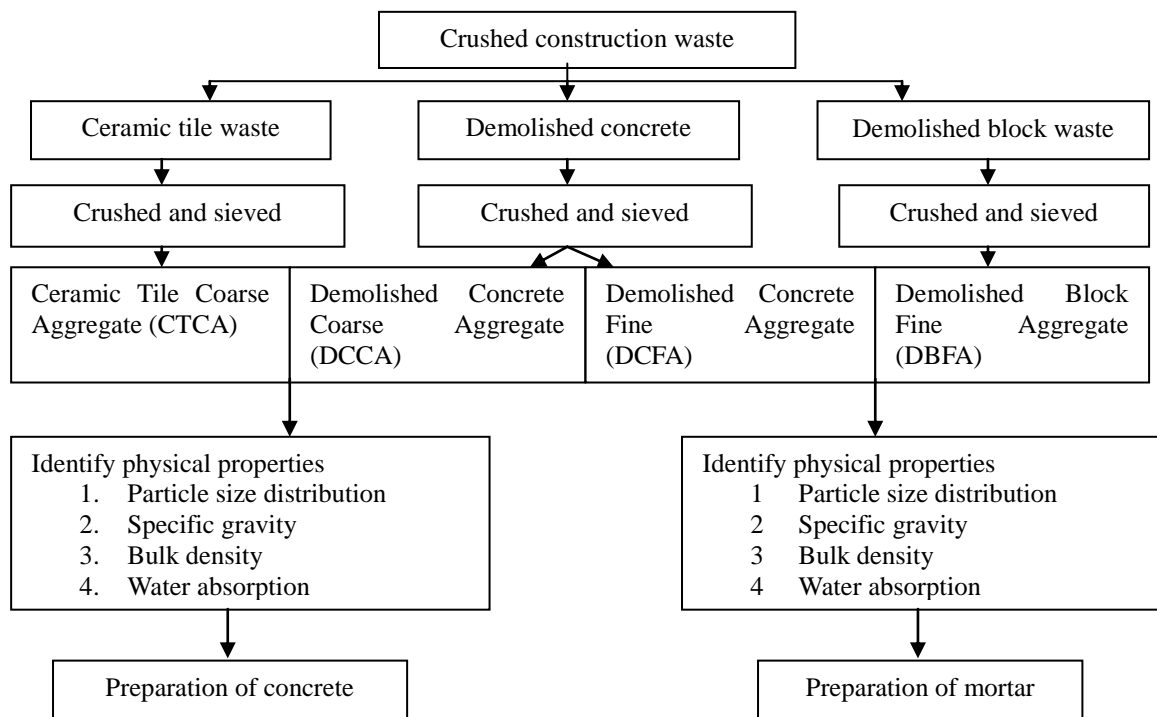 Crushed construction waste
Ceramic tile waste
Demolished concrete
Demolished block waste
Crushed and sieved
Crushed and sieved
Crushed and sieved
Ceramic Tile Coarse
Aggregate (CTCA)
Demolished Concrete
Coarse Aggregate
(DCCA)
Demolished Concrete
Fine Aggregate
(DCFA)
Demolished Block
Fine Aggregate
(DBFA)
Identify physical properties
1. Particle size distribution
2. Specific gravity
3. Bulk density
4. Water absorption
Identify physical properties
1 Particle size distribution
2 Specific gravity
3 Bulk density
4 Water absorption
Preparation of concrete
Preparation of mortar